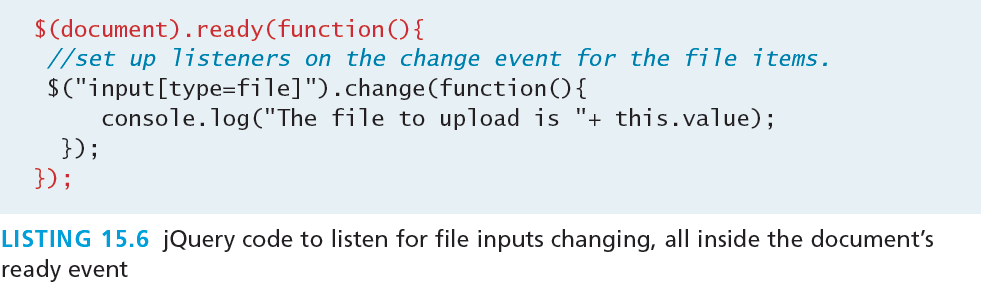 $(document).ready(function(){
//set up listeners on the change event for the file items.
$("input[type=file]").change(function(){
console.log("The file to upload is "+ this.value);
});
});
LISTING 15.6 jQuery code to listen for file inputs changing, all inside the document’s
ready event